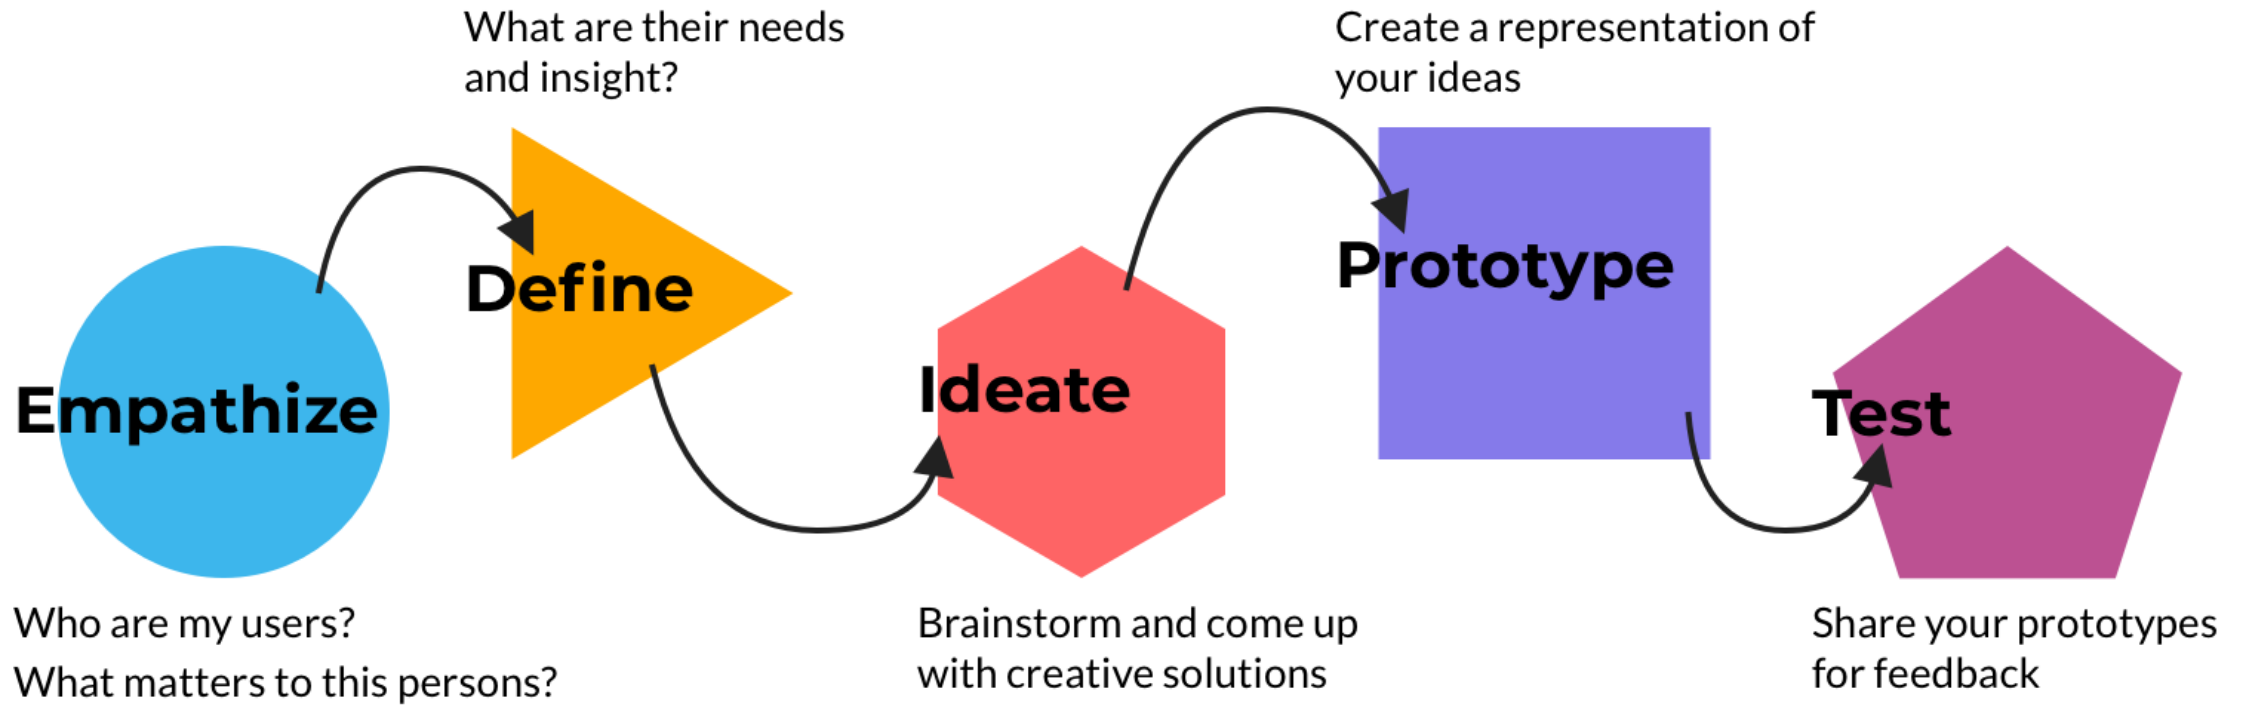 Empathize
Who are my users?
What matters to this persons?
What are their needs
and insight?
Define
Ideate
Brainstorm and come up
with creative solutions
Create a representation of
your ideas
Prototype
Test
Share your prototypes
for feedback